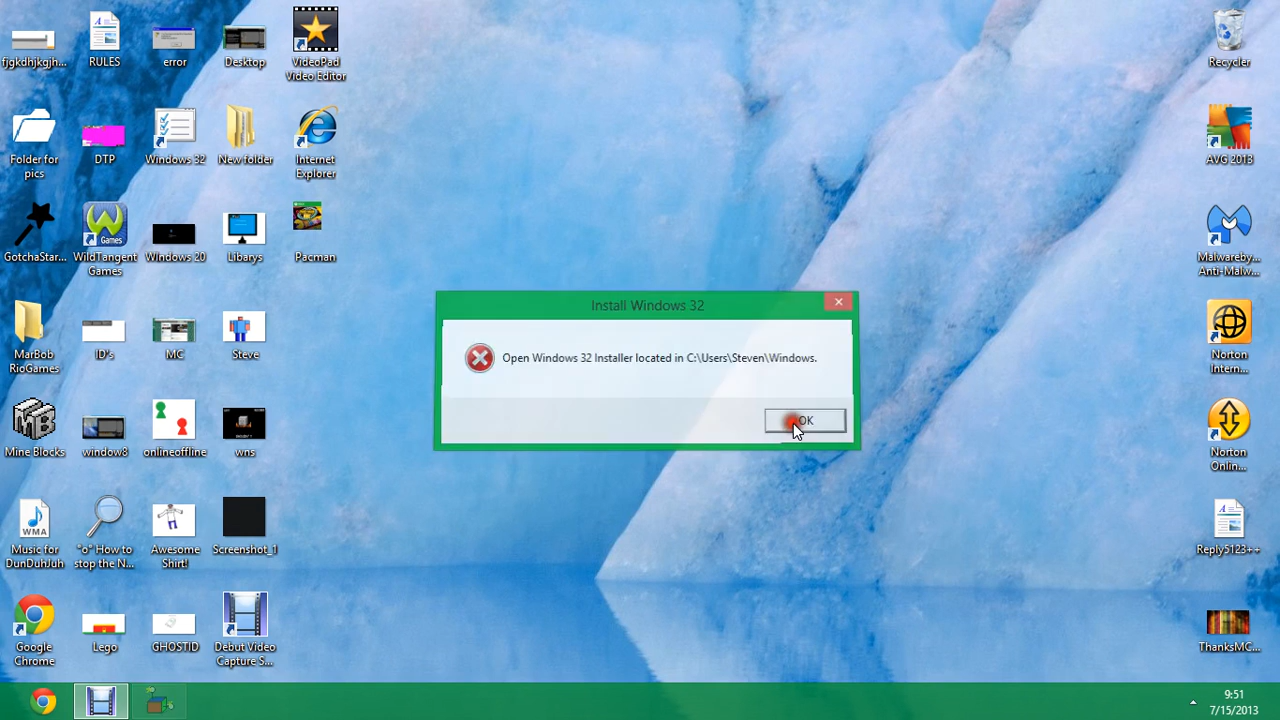 fjgkdhjkgjh...
RULES
error
Desktop
VideoPad
Video Editor
Recycler
Folder for
pics
DTP
Windows 32
New folder
Internet
Explorer
AVG 2013
GotchaStar...
Games
WildTangent
Games
Windows 20
Libarys
Pacman
Malwareby...
Anti-Malw...
Install Windows 32
Open Windows 32 Installer located in C:\Users\Steven\Windows.
OK
MarBob
RioGames
ID's
MC
Steve
Norton
Intern...
MB
Mine Blocks
window8
onlineoffline
wns
Norton
Onlin...
WMA
Music for
DunDuhJuh
"o" How to
stop the N...
Awesome
Shirt!
Screenshot_1
Reply5123++
Google
Chrome
Lego
GHOSTID
Debut Video
Capture S...
ThanksMC...
9:51
7/15/2013